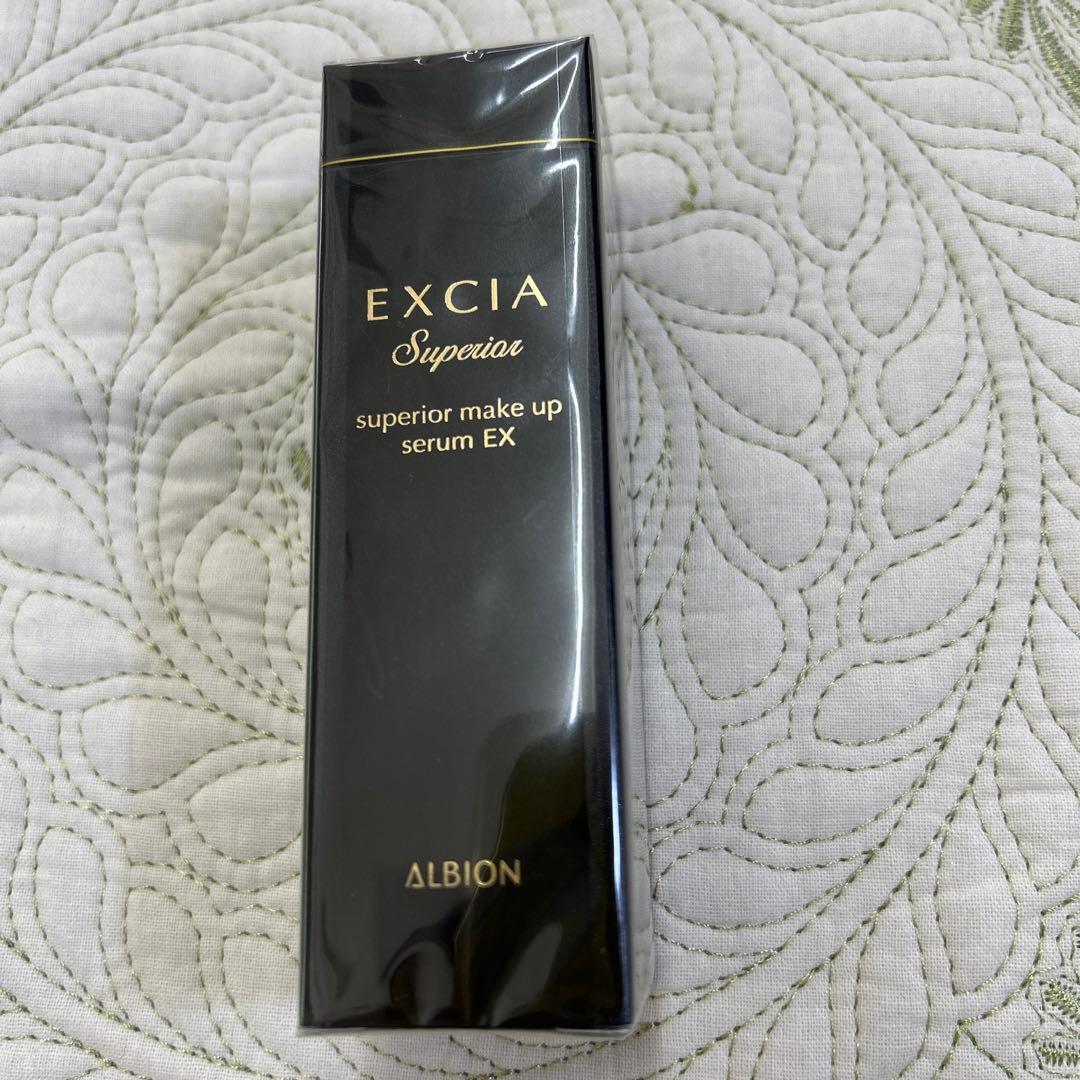 EXCIA
Superior
superior make up
serum EX
ALBION